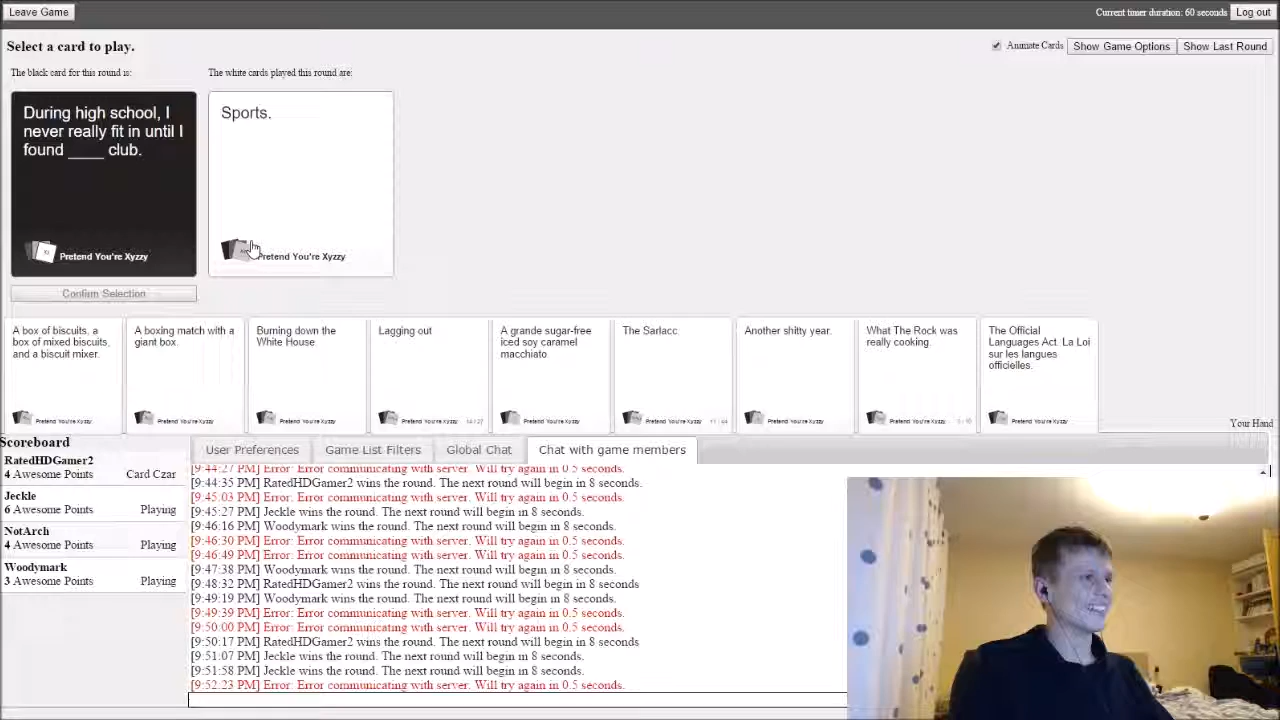 Leave Game
Current timer duration: 60 seconds
Log out
Select a card to play.
Animate Cards
Show Game Options
Show Last Round
The black card for this round is:
The white cards played this round are:
During high school, I
never really fit in until I
found ____ club.
Pretend You're Xyzzy
Sports.
Pretend You're Xyzzy
Confirm Selection
A box of biscuits, a
box of mixed biscuits,
and a biscuit mixer.
Pretend You're Xyzzy
A boxing match with a
giant box.
Pretend You're Xyzzy
Burning down the
White House.
Pretend You're Xyzzy
Lagging out
Pretend You're Xyzzy
A grande sugar-free
iced soy caramel
macchiato
Pretend You're Xyzzy
The Sarlacc.
Pretend You're Xyzzy
Another shitty year.
Pretend You're Xyzzy
What The Rock was
really cooking.
Pretend You're Xyzzy
The Official
Languages Act. La Loi
sur les langues
officielles.
Pretend You're Xyzzy
Your Hand
Scoreboard
RatedHDGamer2
4 Awesome Points Card Czar
Jeckle
6 Awesome Points Playing
NotArch
4 Awesome Points Playing
Woodymark
3 Awesome Points Playing
User Preferences
Game List Filters
Global Chat
Chat with game members
[9:44:27 PM] Error: Error communicating with server. Will try again in 0.5 seconds.
[9:44:35 PM] RatedHDGamer2 wins the round. The next round will begin in 8 seconds.
[9:45:03 PM] Error: Error communicating with server. Will try again in 0.5 seconds.
[9:45:27 PM] Jeckle wins the round. The next round will begin in 8 seconds.
[9:46:16 PM] Woodymark wins the round. The next round will begin in 8 seconds.
[9:46:30 PM] Error: Error communicating with server. Will try again in 0.5 seconds.
[9:46:49 PM] Error: Error communicating with server. Will try again in 0.5 seconds.
[9:47:38 PM] Woodymark wins the round. The next round will begin in 8 seconds.
[9:48:32 PM] RatedHDGamer2 wins the round. The next round will begin in 8 seconds
[9:49:19 PM] Woodymark wins the round. The next round will begin in 8 seconds.
[9:49:39 PM] Error: Error communicating with server. Will try again in 0.5 seconds.
[9:50:00 PM] Error: Error communicating with server. Will try again in 0.5 seconds.
[9:50:17 PM] RatedHDGamer2 wins the round. The next round will begin in 8 seconds
[9:51:07 PM] Jeckle wins the round. The next round will begin in 8 seconds.
[9:51:58 PM] Jeckle wins the round. The next round will begin in 8 seconds.
[9:52:23 PM] Error: Error communicating with server. Will try again in 0.5 seconds.